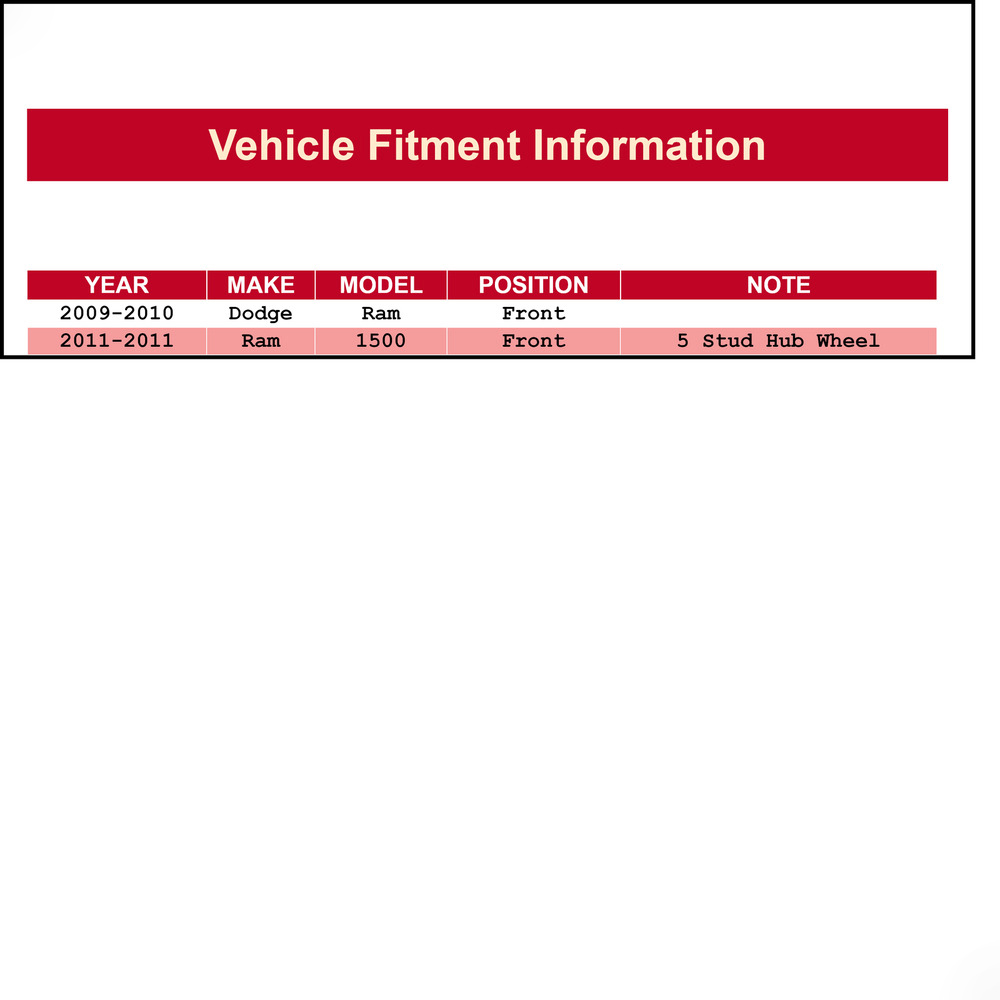 Vehicle Fitment Information
YEAR MAKE MODEL POSITION NOTE
2009-2010 Dodge Ram Front
2011-2011 Ram 1500 Front 5 Stud Hub Wheel